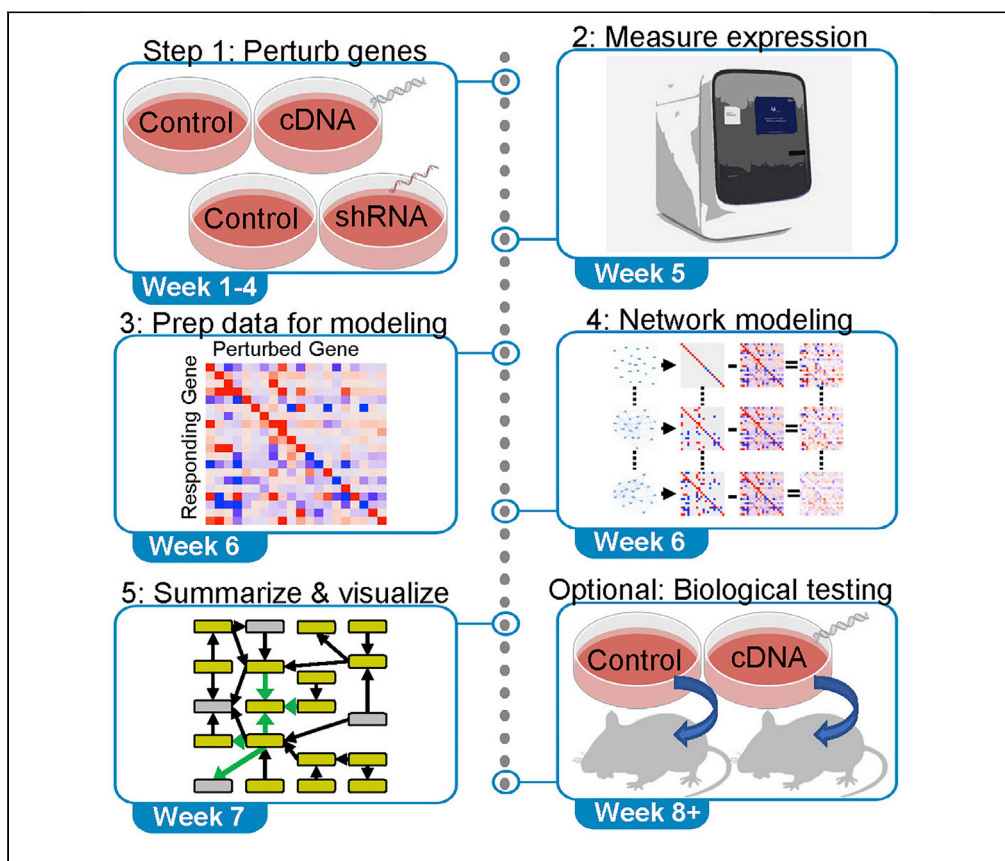 Step 1: Perturb genes
Control
cDNA
Control
shRNA
Week 1-4
2: Measure expression
Week 5
3: Prep data for modeling
Perturbed Gene
Responding Gene
Week 6
4: Network modeling
Week 6
5: Summarize & visualize
Week 7
Optional: Biological testing
Control
cDNA
Week 8+